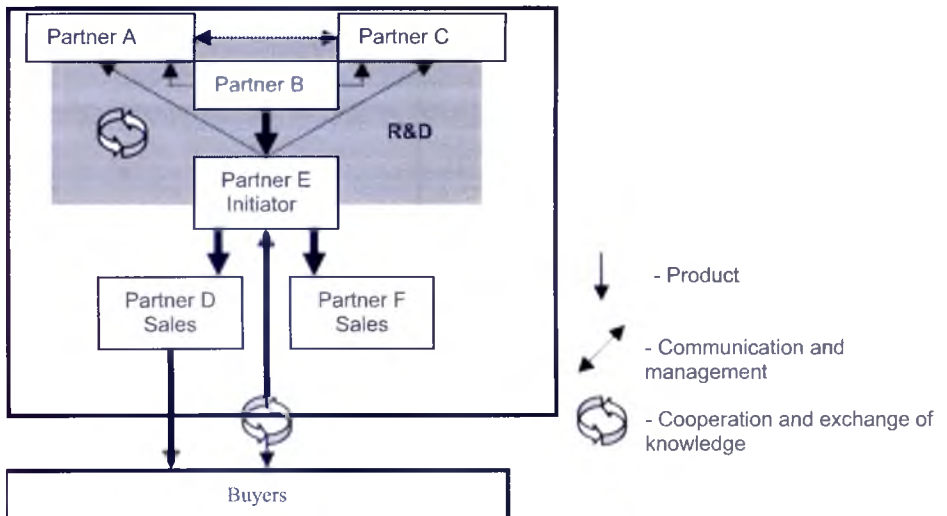 Partner A
Partner C
Partner B
R&D
Partner E
Initiator
Partner D
Sales
Partner F
Sales
- Product
- Communication and
management
- Cooperation and exchange of
knowledge
Buyers